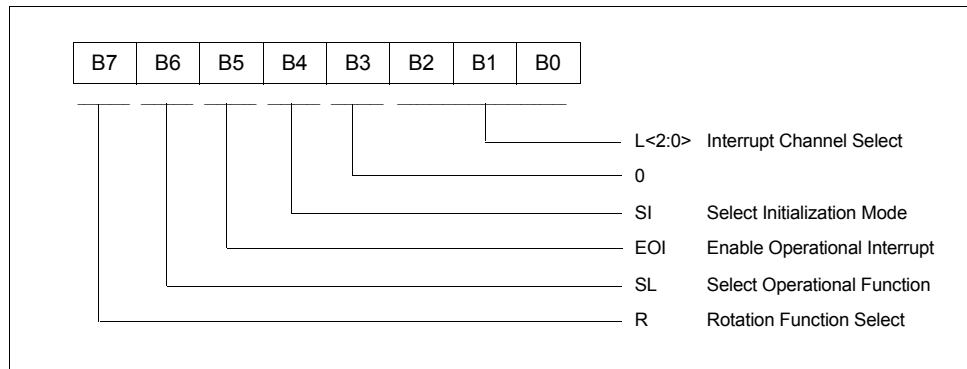 B7 B6 B5 B4 B3 B2 B1 B0
L<2:0> Interrupt Channel Select
0
SI Select Initialization Mode
EOI Enable Operational Interrupt
SL Select Operational Function
R Rotation Function Select